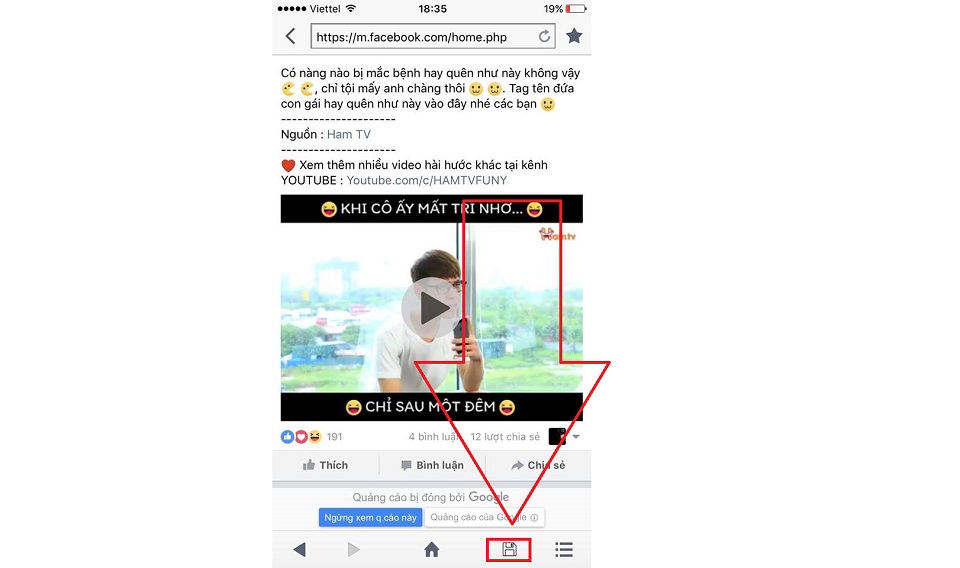 Viettel 18:35 19%
https://m.facebook.com/home.php
Có nàng nào bị mắc bệnh hay quên như này không vậy
, chỉ tội mấy anh chàng thôi . Tag tên đứa
con gái hay quên như này vào đây nhé các bạn
---------------------
Nguồn : Ham TV
---------------------
Xem thêm nhiều video hài hước khác tại kênh
YOUTUBE : Youtube.com/c/HAMTVFUNY
KHI CÔ ẤY MẤT TRÍ NHỚ...
Hamtv
CHỈ SAU MỘT ĐÊM
191 4 bình luận 12 lượt chia sẻ
Thích Bình luận Chia sẻ
Quảng cáo bị đóng bởi Google
Ngừng xem q.cáo này Quảng cáo của Google